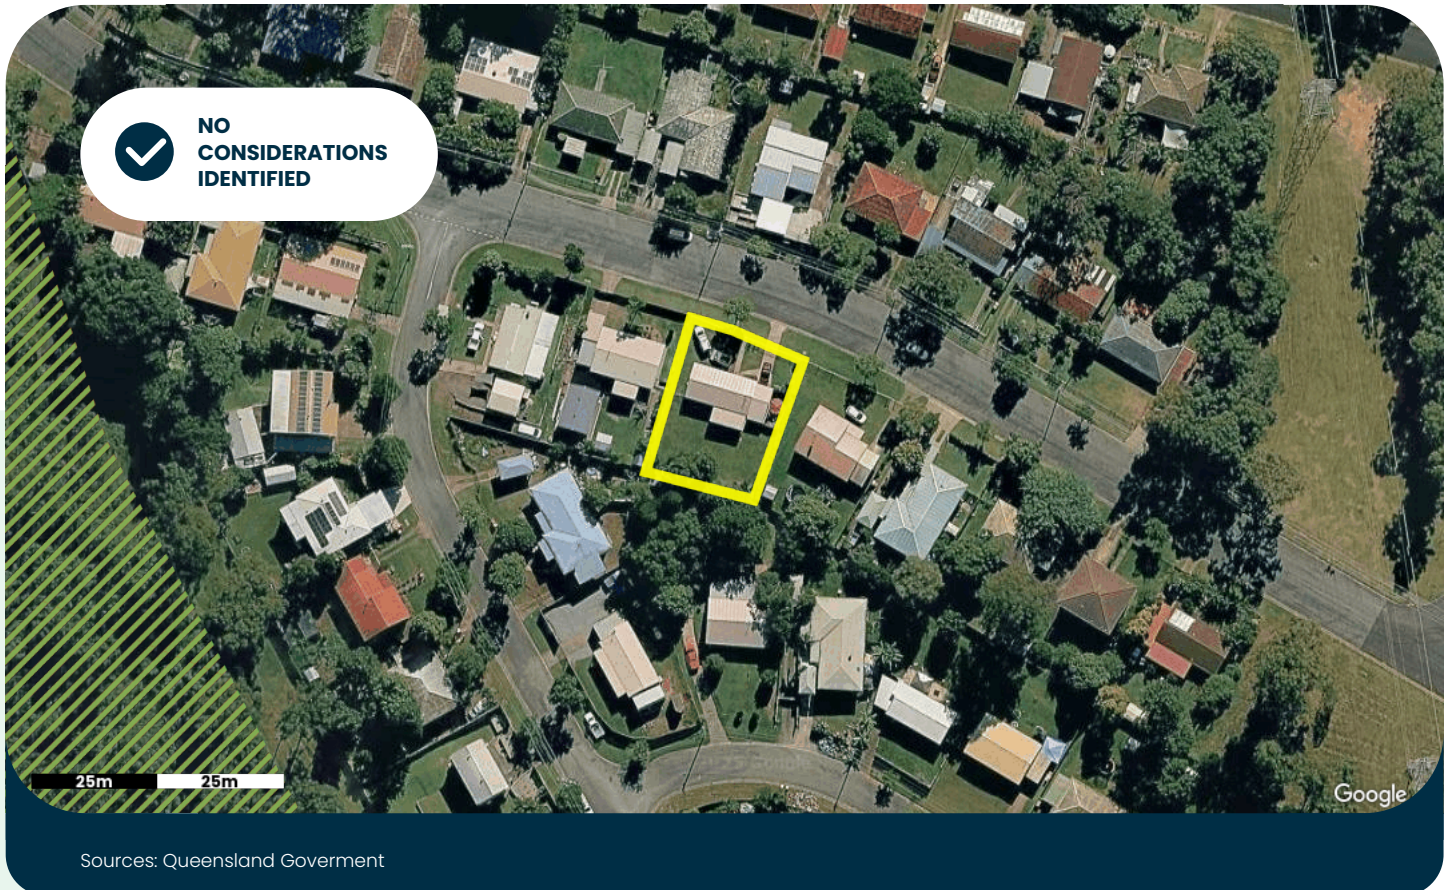 NO
CONSIDERATIONS
IDENTIFIED
25m 25m
Google
Sources: Queensland Goverment